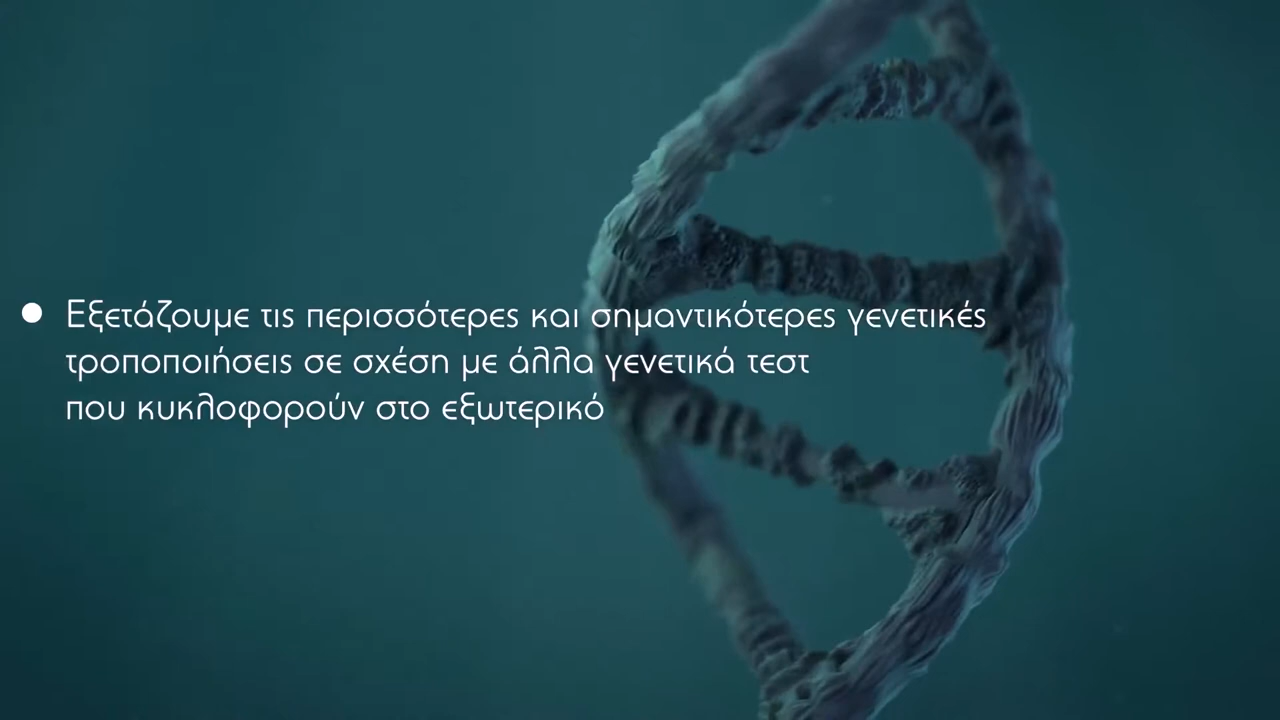 Εξετάζουμε τις περισσότερες και σημαντικότερες γενετικές
τροποποιήσεις σε σχέση με άλλα γενετικά τεστ
που κυκλοφορούν στο εξωτερικό